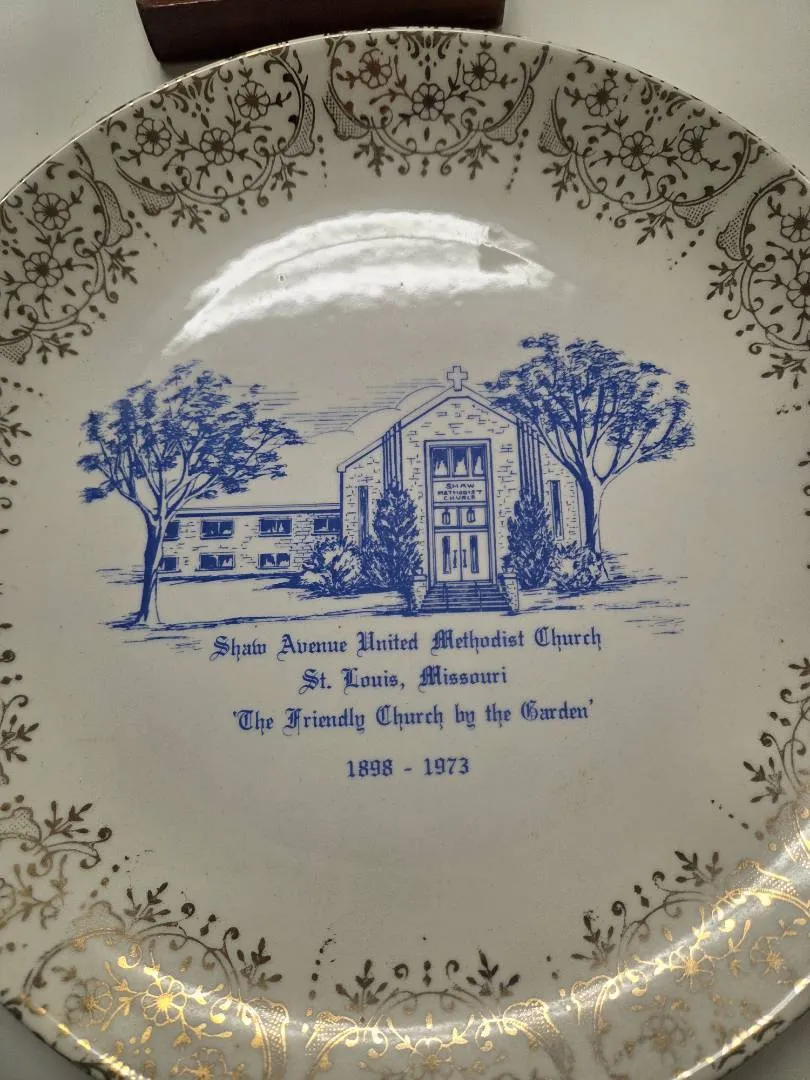 SHAW
METHODIST
CHURCH
Shaw Avenue United Methodist Church
St. Louis, Missouri
'The Friendly Church by the Garden'
1898 - 1973